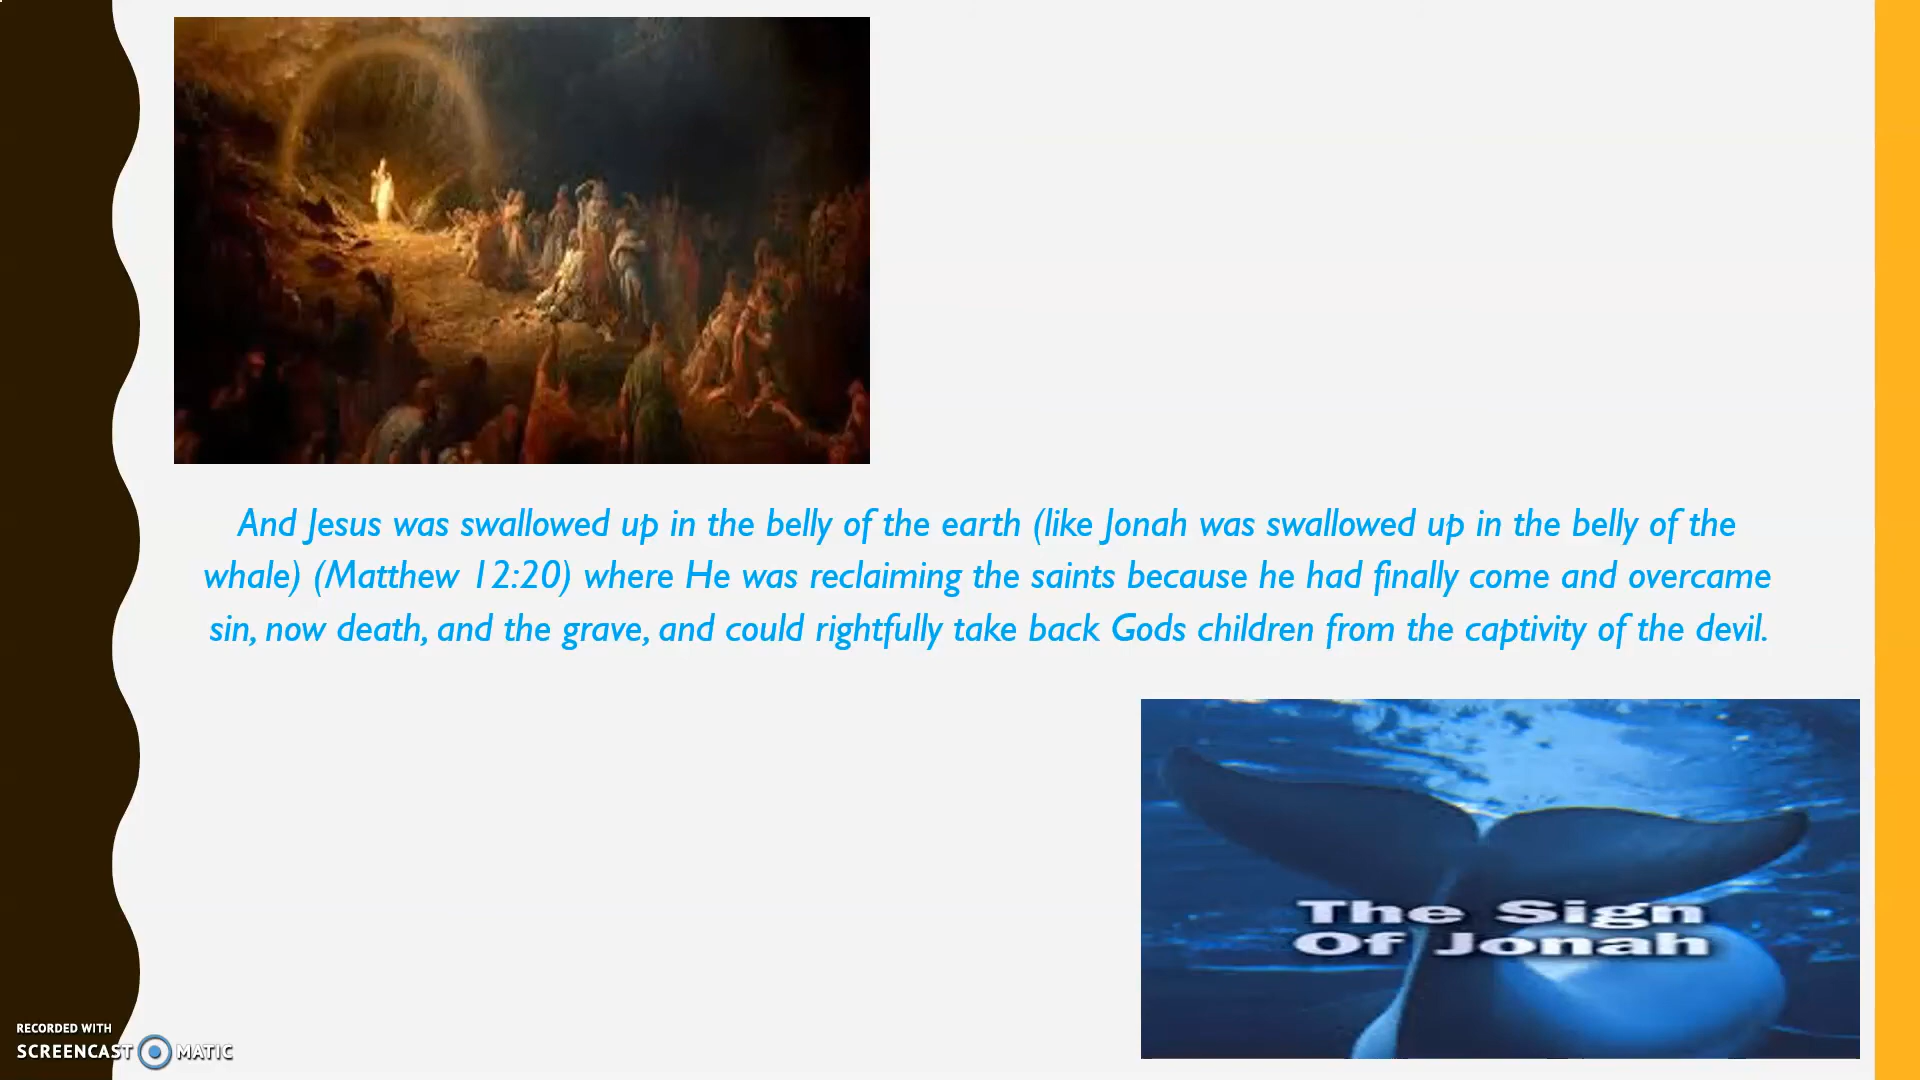 And Jesus was swallowed up in the belly of the earth (like Jonah was swallowed up in the belly of the
whale) (Matthew 12:20) where He was reclaiming the saints because he had finally come and overcame
sin, now death, and the grave, and could rightfully take back Gods children from the captivity of the devil.
The Sign
Of Jonah
RECORDED WITH
SCREENCAST MATIC